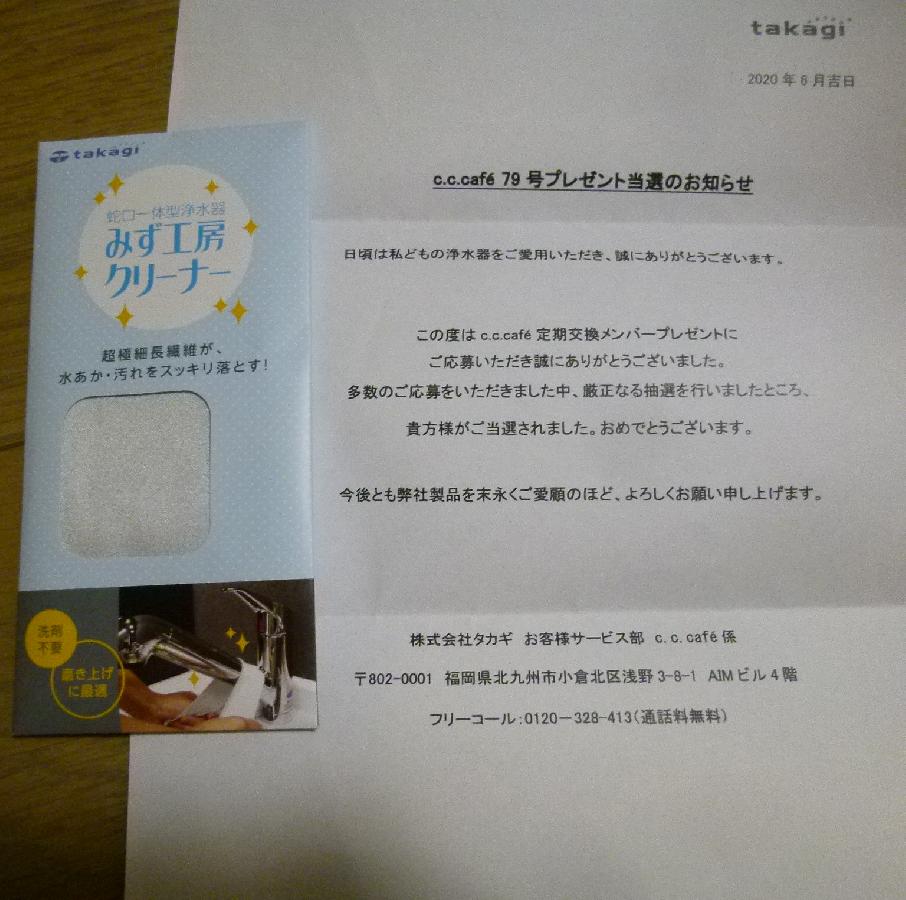 takagi
2020年6月吉日
c.c.café 79 号プレゼント当選のお知らせ
日頃は私どもの浄水器をご愛用いただき、誠にありがとうございます。
この度は c.c.café 定期交換メンバープレゼントに
ご応募いただき誠にありがとうございました。
多数のご応募をいただきました中、厳正なる抽選を行いましたところ、
貴方様がご当選されました。おめでとうございます。
今後とも弊社製品を末永くご愛顧のほど、よろしくお願い申し上げます。
株式会社タカギ お客様サービス部 c.c.café係
〒802-0001 福岡県北九州市小倉北区浅野3-8-1 AIMビル4階
フリーコール:0120-328-413(通話料無料)
takagi
蛇口一体型浄水器
みず工房
クリーナー
超極細長繊維が、
水あか・汚れをスッキリ落とす!
洗剤
不要
磨き上げ
に最適